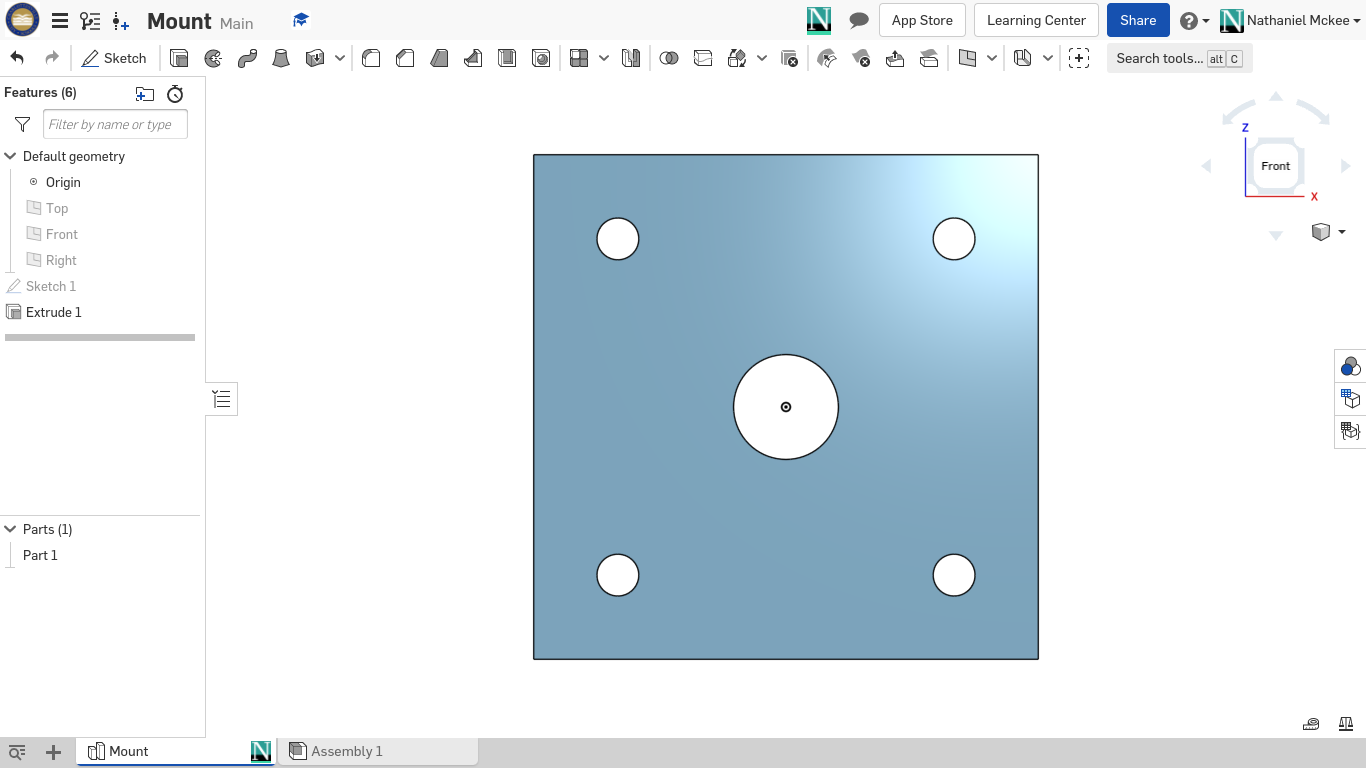 Mount Main
N
App Store
Learning Center
Share
N
Nathaniel Mckee
Sketch
Search tools... alt C
Features (6)
Filter by name or type
Default geometry
Origin
Top
Front
Right
Sketch 1
Extrude 1
Parts (1)
Part 1
Z
Front
X
Mount
N
Assembly 1